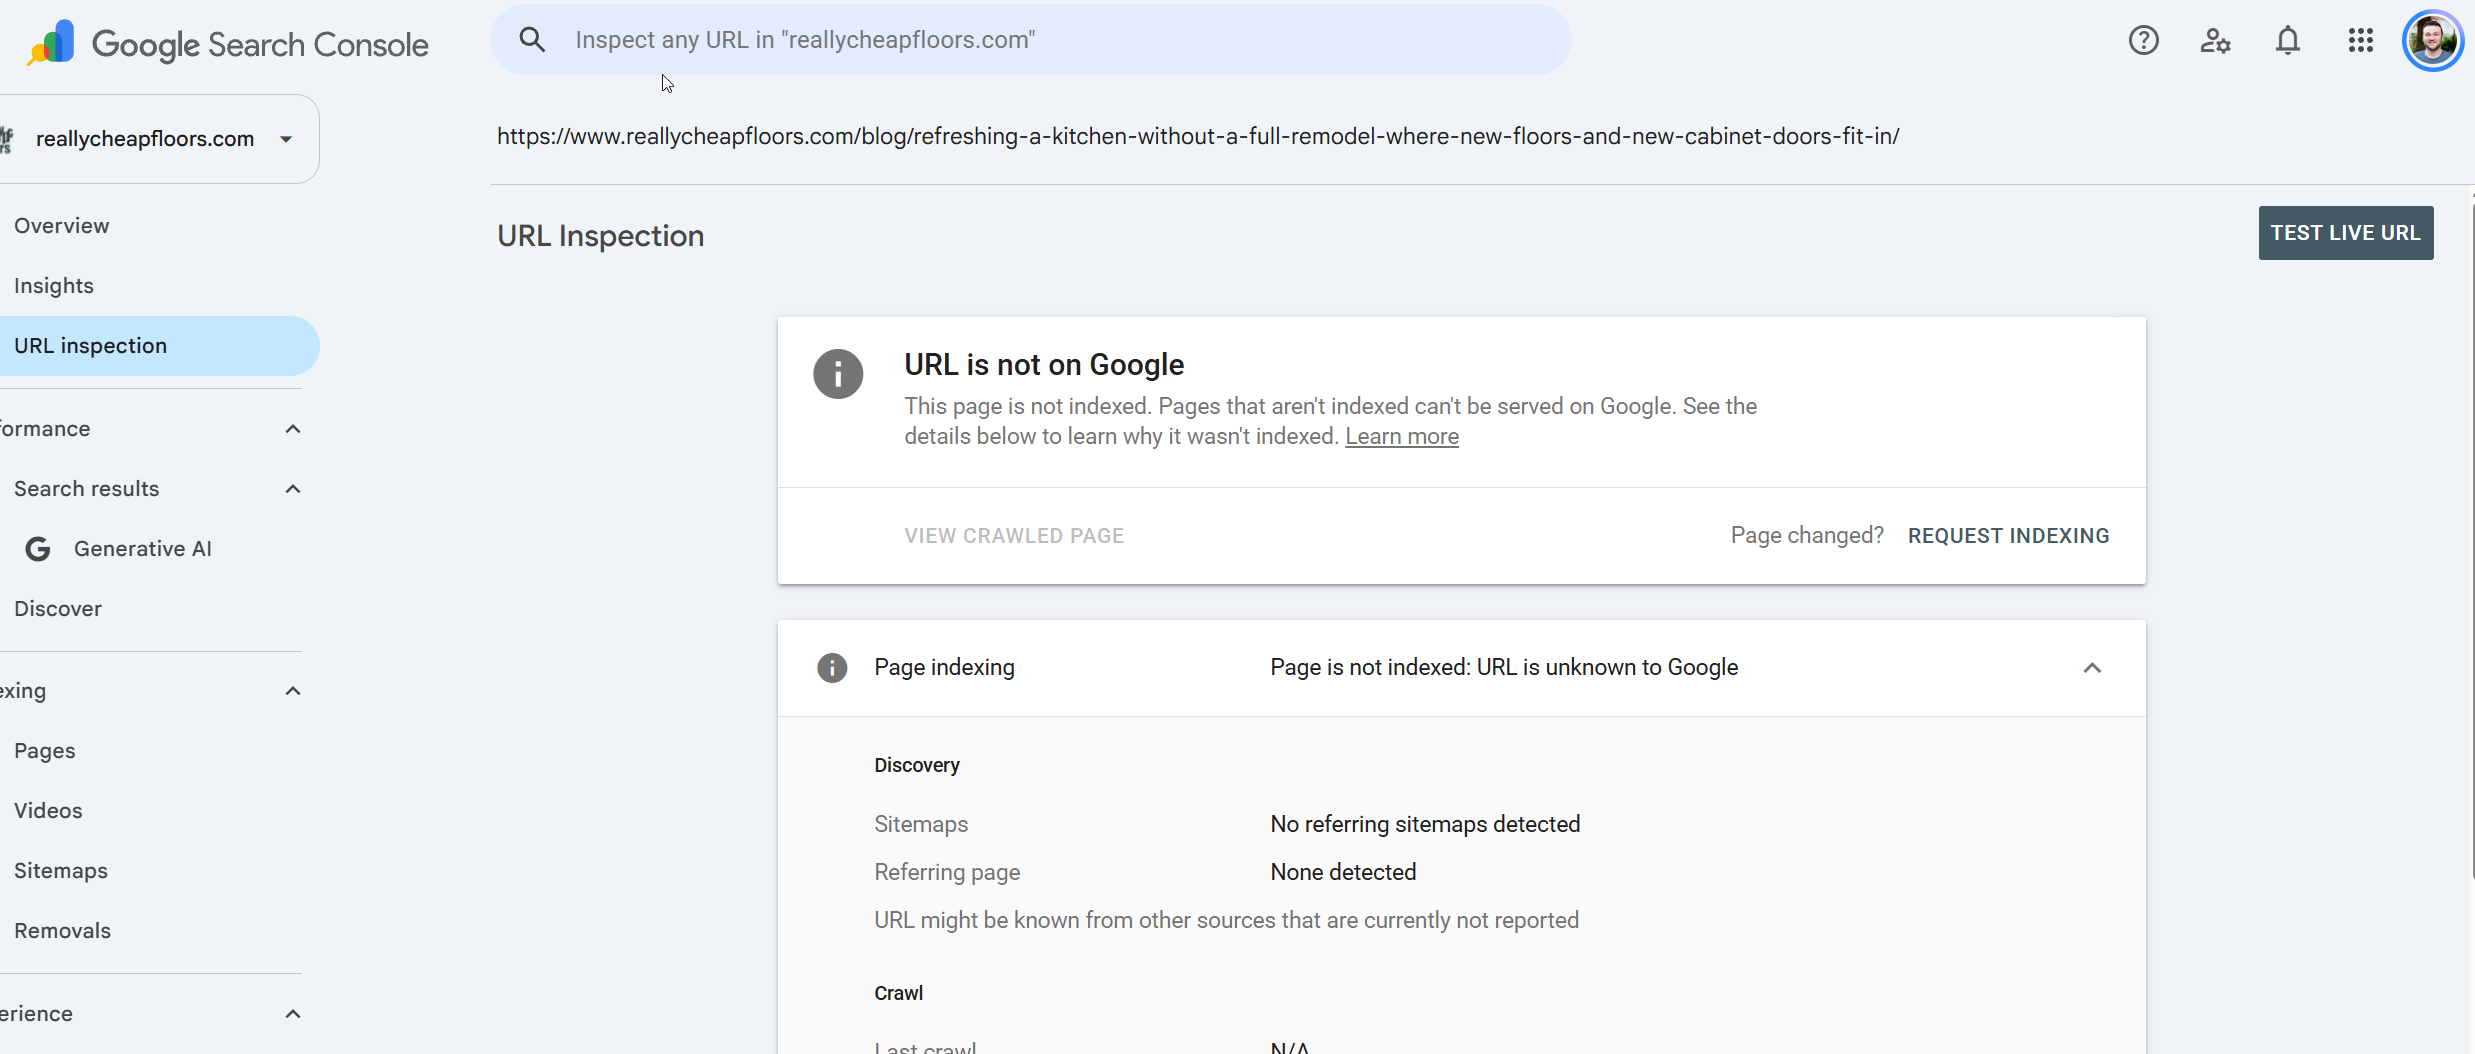 Google Search Console
Inspect any URL in "reallycheapfloors.com"
reallycheapfloors.com
https://www.reallycheapfloors.com/blog/refreshing-a-kitchen-without-a-full-remodel-where-new-floors-and-new-cabinet-doors-fit-in/
Overview
Insights
URL inspection
formance
Search results
Generative AI
Discover
exing
Pages
Videos
Sitemaps
Removals
erience
URL Inspection
TEST LIVE URL
URL is not on Google
This page is not indexed. Pages that aren't indexed can't be served on Google. See the
details below to learn why it wasn't indexed. Learn more
VIEW CRAWLED PAGE
Page changed? REQUEST INDEXING
Page indexing
Page is not indexed: URL is unknown to Google
Discovery
Sitemaps
No referring sitemaps detected
Referring page
None detected
URL might be known from other sources that are currently not reported
Crawl
Last crawl
N/A